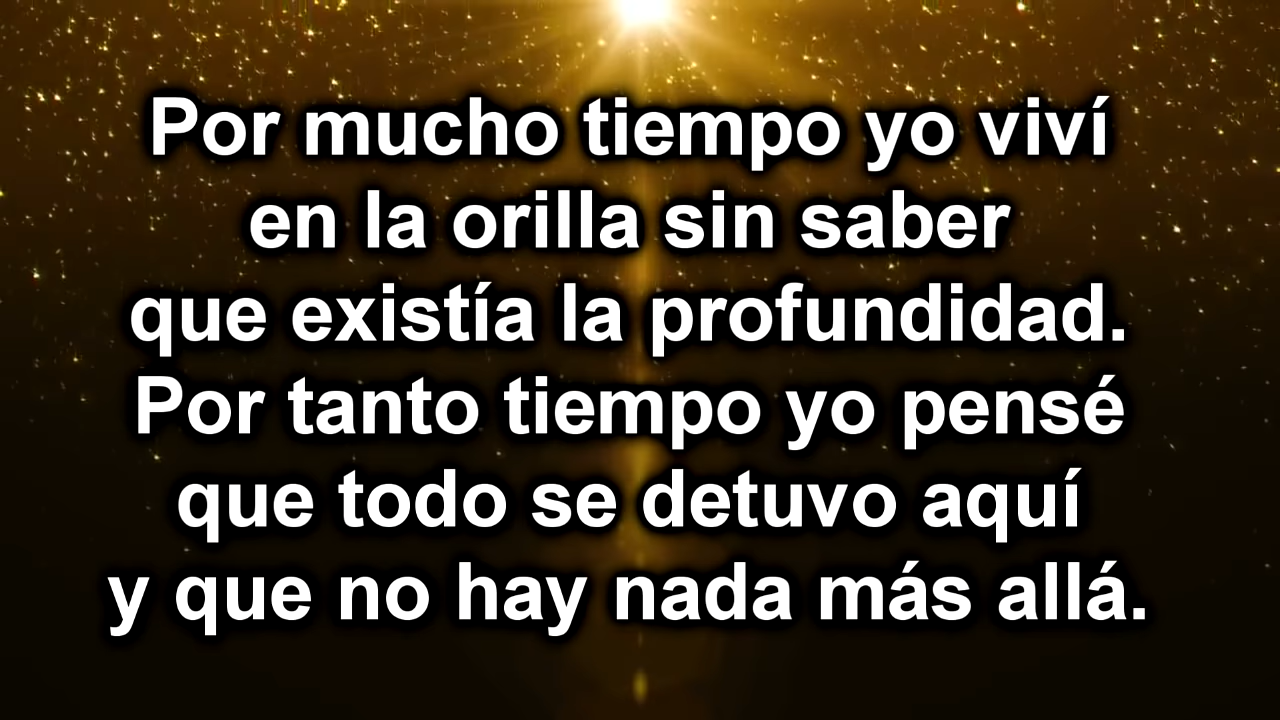 Por mucho tiempo yo viví
en la orilla sin saber
que existía la profundidad.
Por tanto tiempo yo pensé
que todo se detuvo aquí
y que no hay nada más allá.